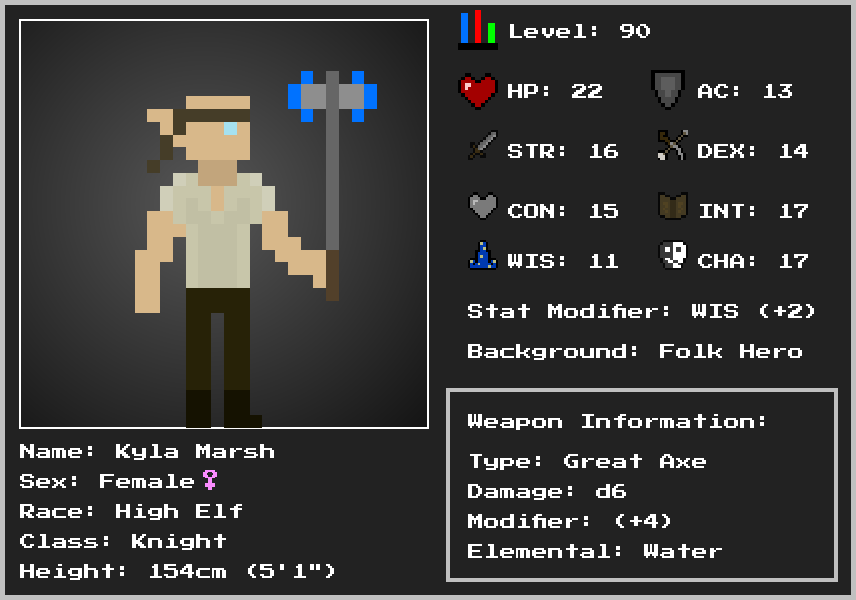 Level: 90
HP: 22
AC: 13
STR: 16
DEX: 14
CON: 15
INT: 17
WIS: 11
CHA: 17
Stat Modifier: WIS (+2)
Background: Folk Hero
Name: Kyla Marsh
Sex: Female♀
Race: High Elf
Class: Knight
Height: 154cm (5'1")
Weapon Information:
Type: Great Axe
Damage: d6
Modifier: (+4)
Elemental: Water